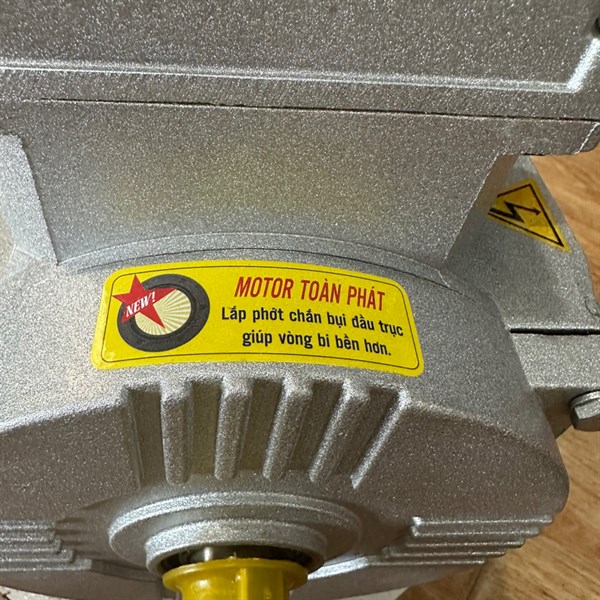 NEW!
MOTOR TOÀN PHÁT
Lắp phớt chắn bụi đầu trục
giúp vòng bi bền hơn.